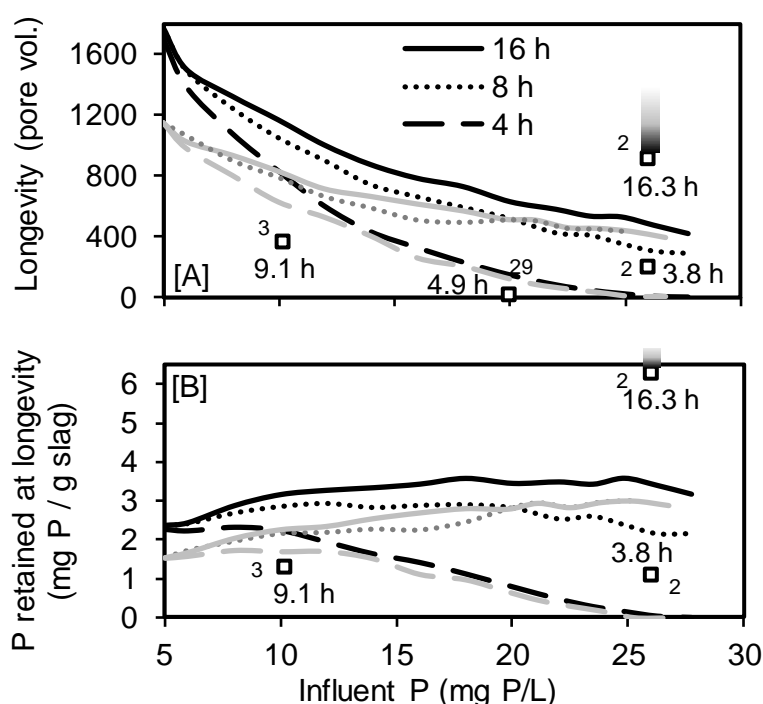 Longevity (pore vol.)
1600
1200
800
400
0
16 h
8 h
4 h
2
16.3 h
3
9.1 h
29
4.9 h
2
3.8 h
[A]
P retained at longevity
(mg P / g slag)
6
5
4
3
2
1
0
[B]
2
16.3 h
3
9.1 h
3.8 h
2
5
10
15
20
25
30
Influent P (mg P/L)